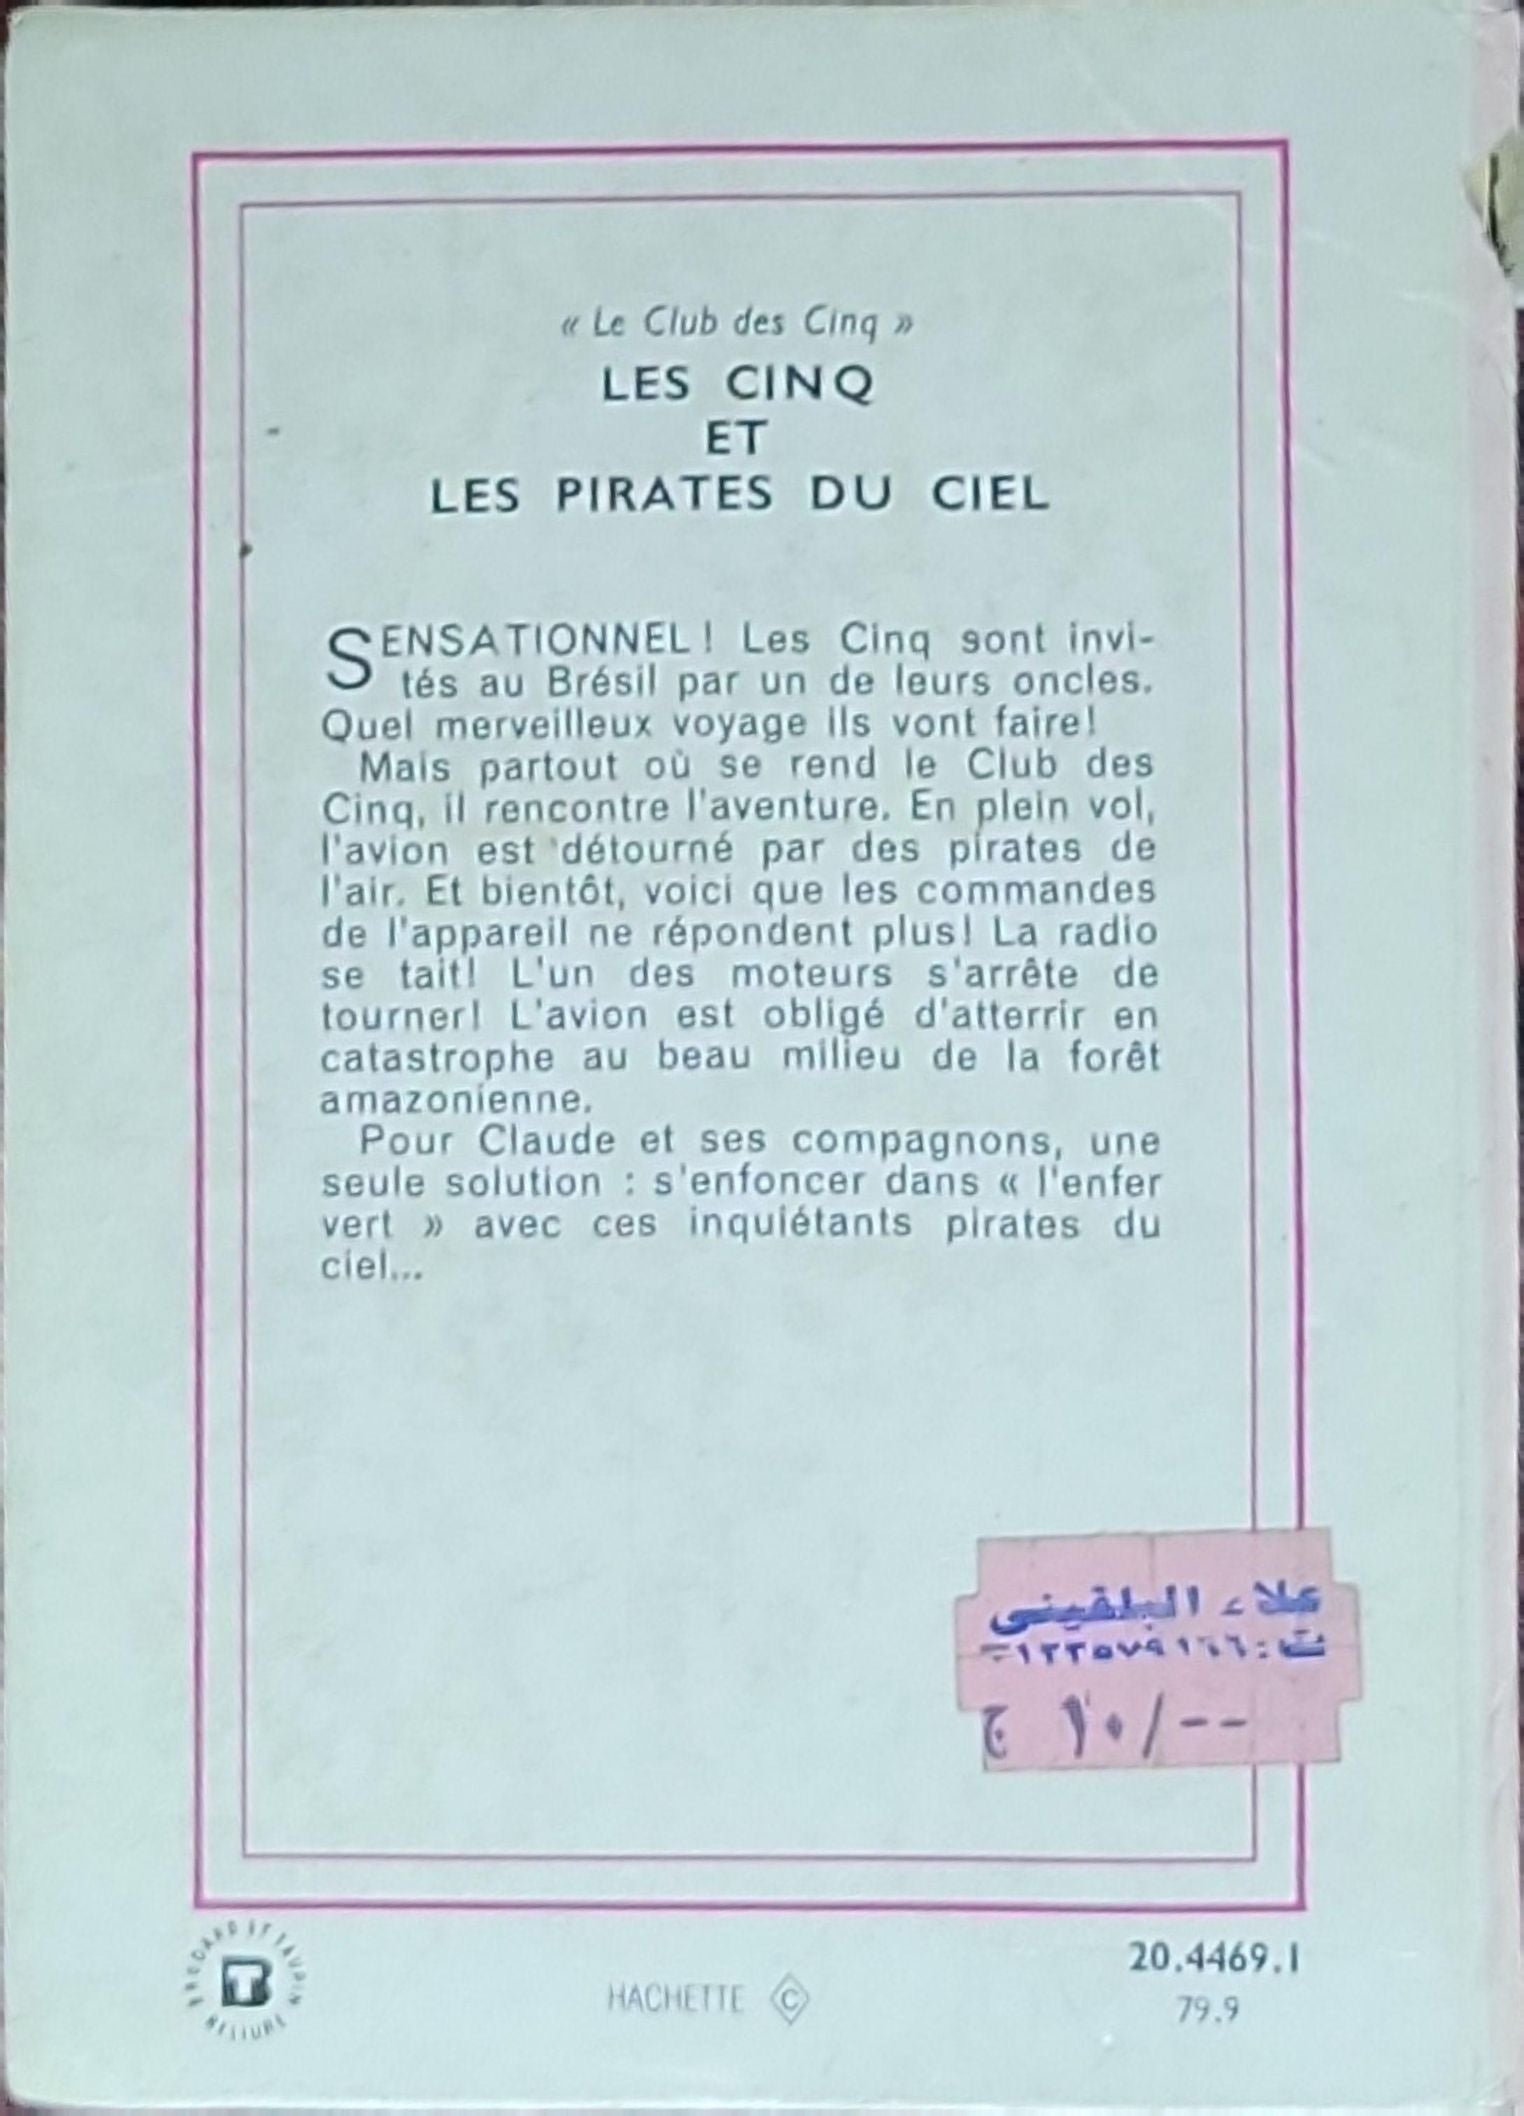 « Le Club des Cinq »
LES CINQ
ET
LES PIRATES DU CIEL
SENSATIONNEL! Les Cinq sont invi-
tés au Brésil par un de leurs oncles.
Quel merveilleux voyage ils vont faire!
Mais partout où se rend le Club des
Cinq, il rencontre l'aventure. En plein vol,
l'avion est détourné par des pirates de
l'air. Et bientôt, voici que les commandes
de l'appareil ne répondent plus! La radio
se tait! L'un des moteurs s'arrête de
tourner! L'avion est obligé d'atterrir en
catastrophe au beau milieu de la forêt
amazonienne.
Pour Claude et ses compagnons, une
seule solution : s'enfoncer dans « l'enfer
vert » avec ces inquiétants pirates du
ciel...
علاء البلقينى
ت:
ج ١٠/--
BRODARD ET TAUPIN
RELIURE
HACHETTE C
20.4469.1
79.9